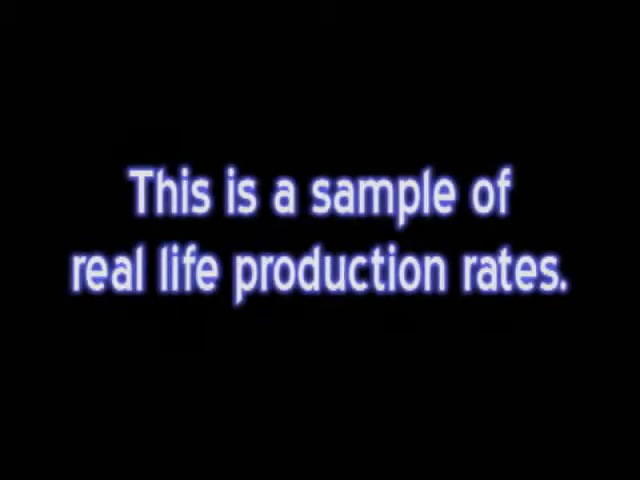 This is a sample of
real life production rates.